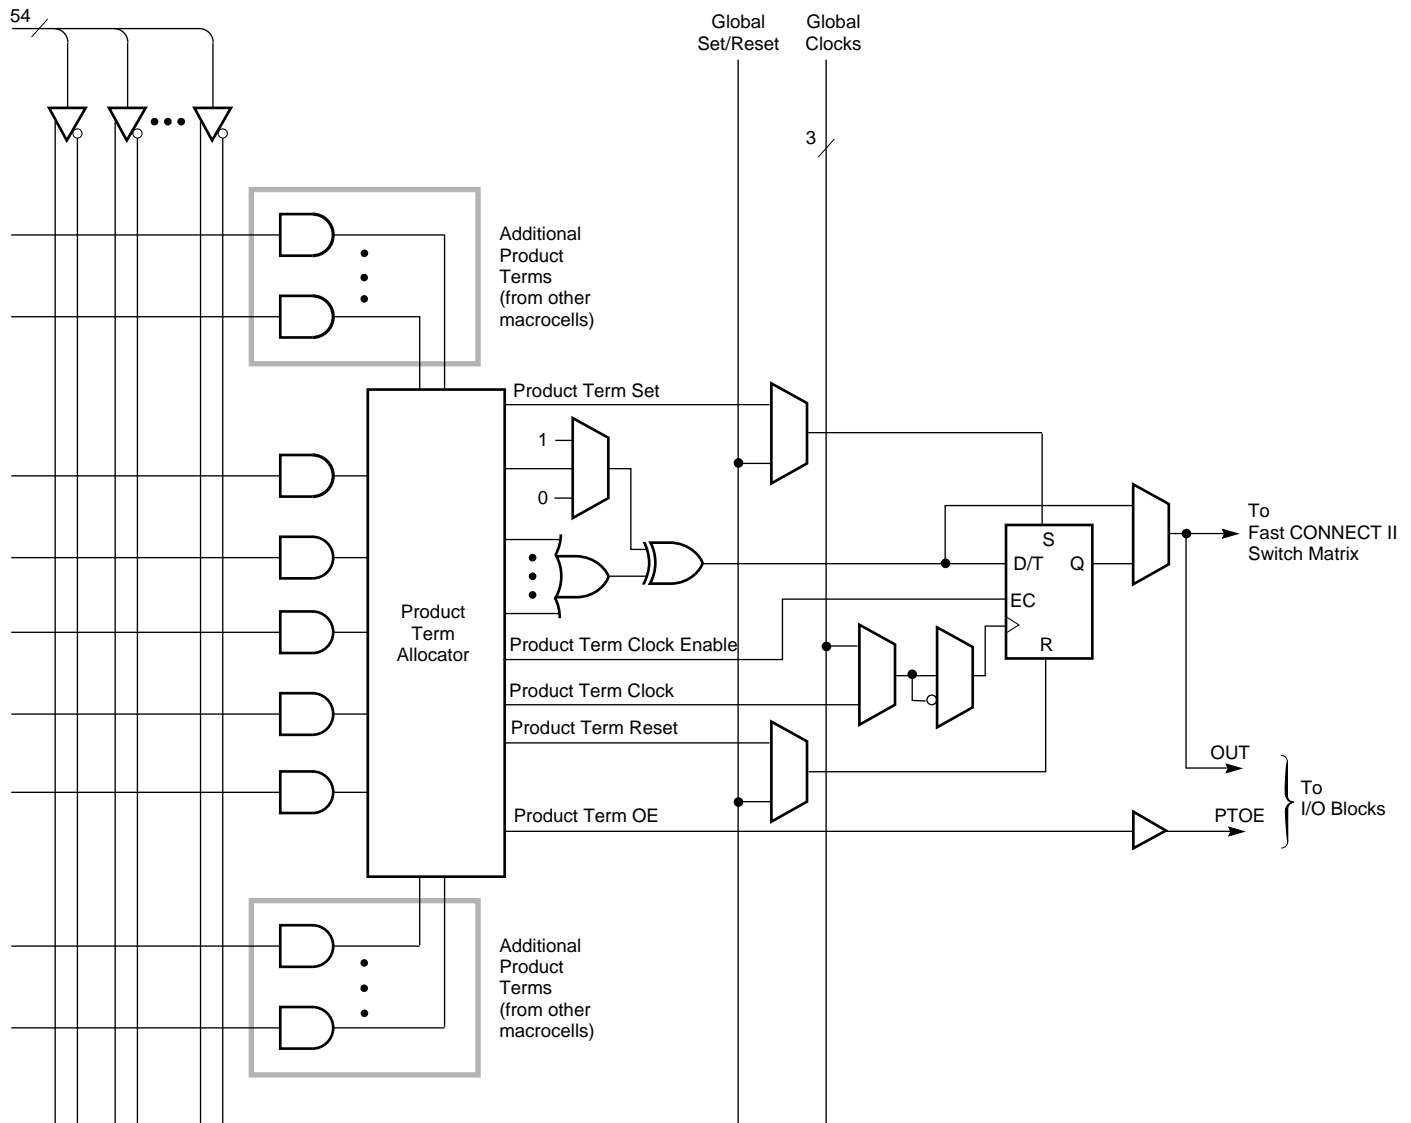 54
Global
Set/Reset
Global
Clocks
3
Additional
Product
Terms
(from other
macrocells)
Product Term Set
1
0
To
Fast CONNECT II
Switch Matrix
S
D/T
Q
EC
R
Product
Term
Allocator
Product Term Clock Enable
Product Term Clock
Product Term Reset
Product Term OE
OUT
PTOE
To
I/O Blocks
Additional
Product
Terms
(from other
macrocells)